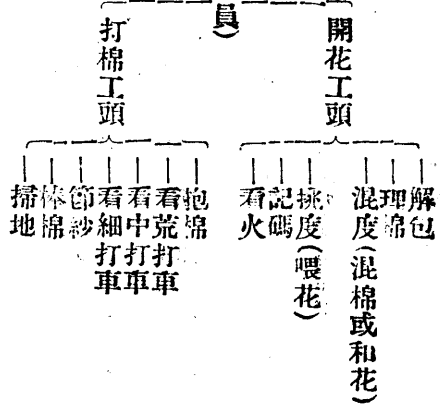 員）
開花工頭
解包
理棉
混度（混棉或和花）
挑度（喂花）
記碼
看火
打棉工頭
抱棉
看荒打車
看中打車
看細打車
節紗
棒棉
掃地